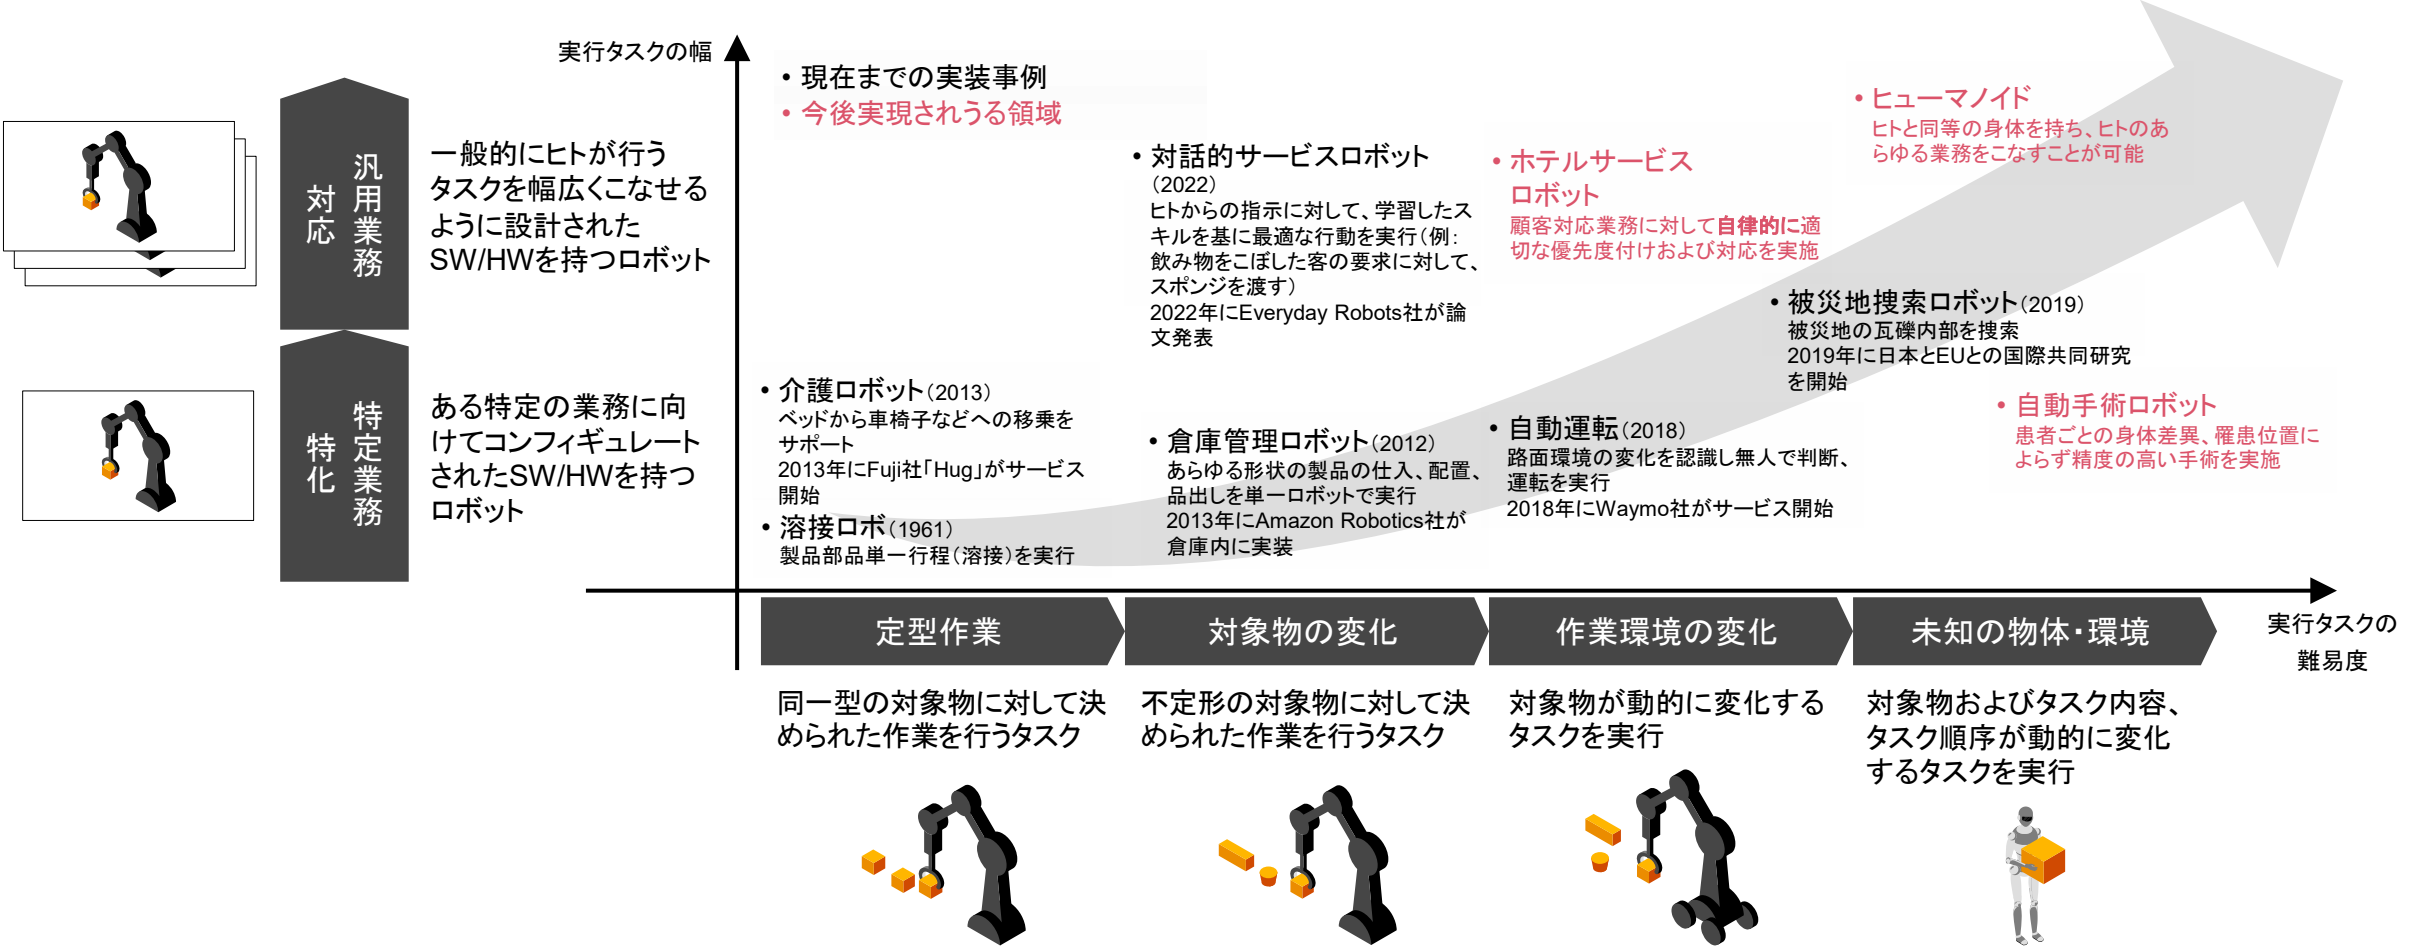 実行タスクの幅
• 現在までの実装事例
• 今後実現されうる領域
汎用業務
対応
一般的にヒトが行う
タスクを幅広くこなせる
ように設計された
SW/HWを持つロボット
特定業務
特化
ある特定の業務に向
けてコンフィギュレート
されたSW/HWを持つ
ロボット
• 介護ロボット（2013）
ベッドから車椅子などへの移乗を
サポート
2013年にFuji社「Hug」がサービス
開始
• 溶接ロボ（1961）
製品部品単一行程（溶接）を実行
• 対話的サービスロボット
（2022）
ヒトからの指示に対して、学習したス
キルを基に最適な行動を実行（例：
飲み物をこぼした客の要求に対して、
スポンジを渡す）
2022年にEveryday Robots社が論
文発表
• 倉庫管理ロボット（2012）
あらゆる形状の製品の仕入、配置、
品出しを単一ロボットで実行
2013年にAmazon Robotics社が
倉庫内に実装
• ホテルサービス
ロボット
顧客対応業務に対して自律的に適
切な優先度付けおよび対応を実施
• 自動運転（2018）
路面環境の変化を認識し無人で判断、
運転を実行
2018年にWaymo社がサービス開始
• ヒューマノイド
ヒトと同等の身体を持ち、ヒトのあ
らゆる業務をこなすことが可能
• 被災地捜索ロボット（2019）
被災地の瓦礫内部を捜索
2019年に日本とEUとの国際共同研究
を開始
• 自動手術ロボット
患者ごとの身体差異、罹患位置に
よらず精度の高い手術を実施
定型作業
対象物の変化
作業環境の変化
未知の物体・環境
実行タスクの
難易度
同一型の対象物に対して決
められた作業を行うタスク
不定形の対象物に対して決
められた作業を行うタスク
対象物が動的に変化する
タスクを実行
対象物およびタスク内容、
タスク順序が動的に変化
するタスクを実行